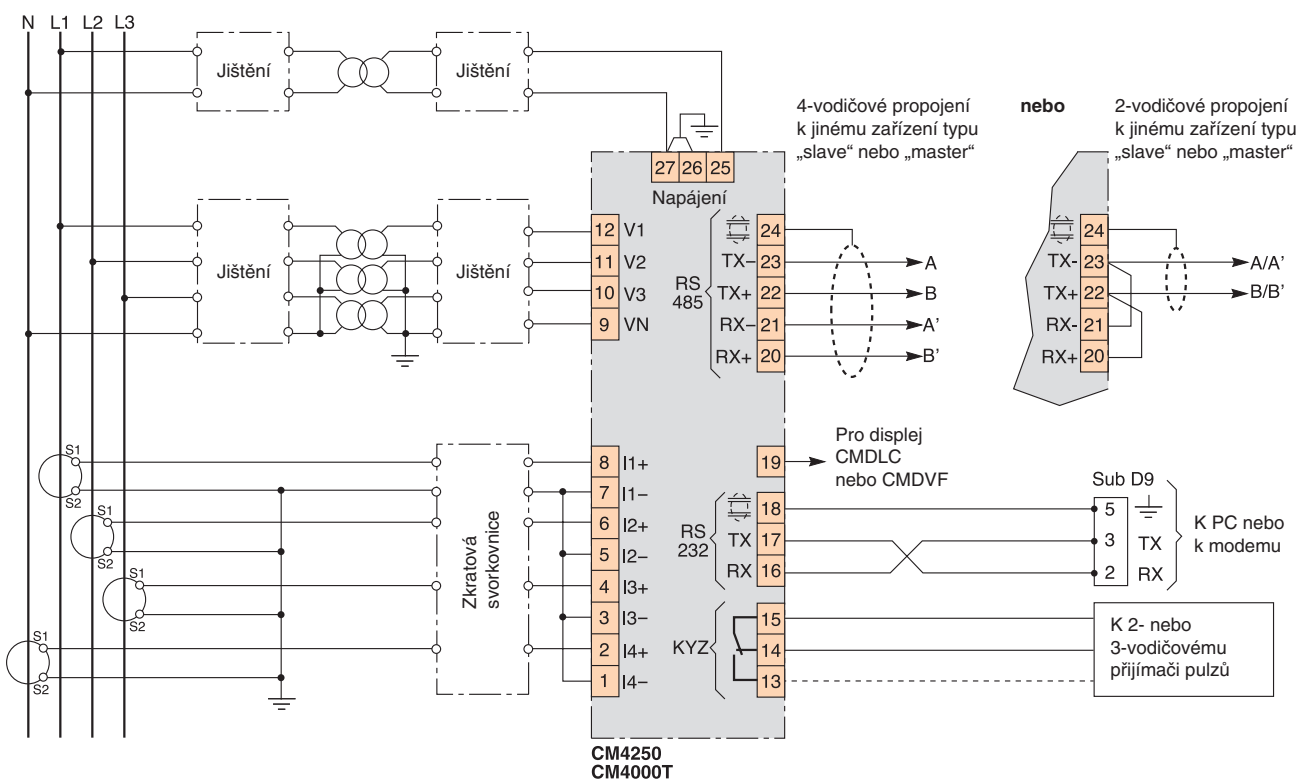 N L1 L2 L3
Jištění
Jištění
4-vodičové propojení
k jinému zařízení typu
„slave“ nebo „master“
nebo
2-vodičové propojení
k jinému zařízení typu
„slave“ nebo „master“
27 26 25
Napájení
Jištění
Jištění
12 V1
11 V2
10 V3
9 VN
RS
485
24
TX– 23 A
TX+ 22 B
RX– 21 A’
RX+ 20 B’
24
TX- 23 A/A’
TX+ 22 B/B’
RX- 21
RX+ 20
S1
S2
S1
S2
S1
S2
S1
S2
Zkratová
svorkovnice
8 I1+
7 I1–
6 I2+
5 I2–
4 I3+
3 I3–
2 I4+
1 I4–
19
Pro displej
CMDLC
nebo CMDVF
RS
232
18
TX 17
RX 16
Sub D9
5
3 TX
2 RX
K PC nebo
k modemu
KYZ
15
14
13
K 2- nebo
3-vodičovému
přijímači pulzů
CM4250
CM4000T